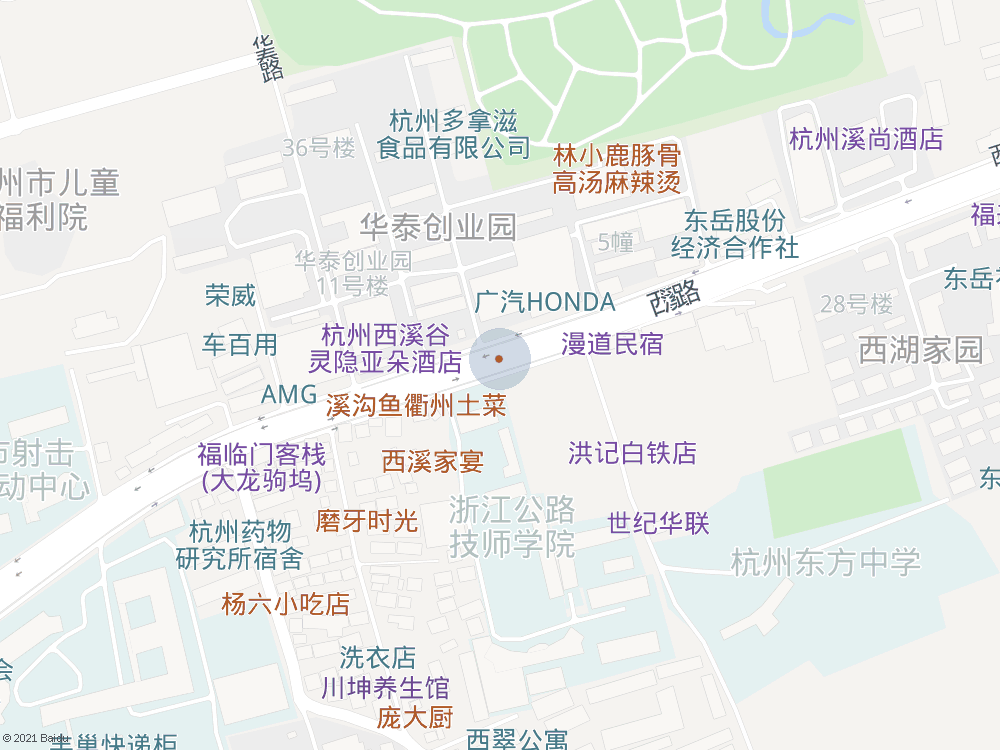 华泰路
杭州多拿滋
食品有限公司
36号楼
林小鹿豚骨
高汤麻辣烫
杭州溪尚酒店
州市儿童
福利院
华泰创业园
5幢
东岳股份
经济合作社
华泰创业园
11号楼
荣威
广汽HONDA
西溪路
28号楼
车百用
杭州西溪谷
灵隐亚朵酒店
漫道民宿
西湖家园
AMG
溪沟鱼衢州土菜
福临门客栈
(大龙驹坞)
西溪家宴
洪记白铁店
射击
动中心
磨牙时光
浙江公路
技师学院
世纪华联
杭州药物
研究所宿舍
杭州东方中学
杨六小吃店
洗衣店
川坤养生馆
庞大厨
丰巢快递柜
西翠公寓
© 2021 Baidu